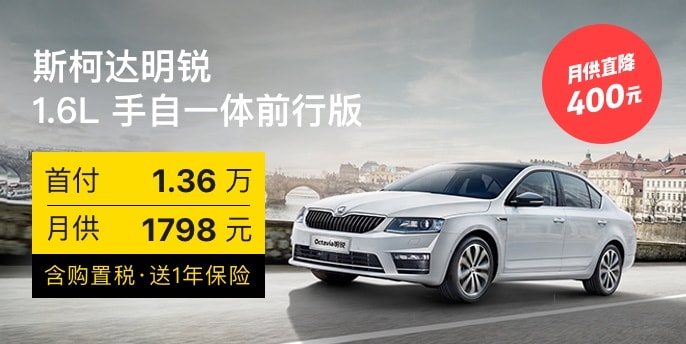 斯柯达明锐
1.6L 手自一体前行版
月供直降
400元
首付 1.36 万
月供 1798 元
含购置税·送1年保险
Octavia明锐